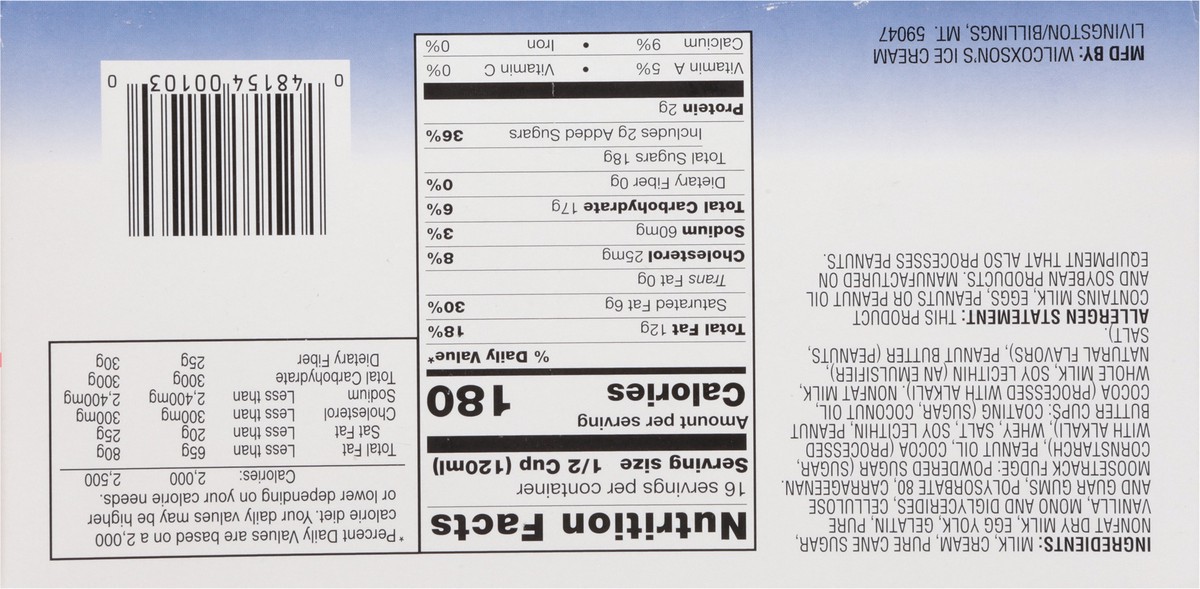 INGREDIENTS: MILK, CREAM, PURE CANE SUGAR,
NONFAT DRY MILK, EGG YOLK, GELATIN, PURE
VANILLA, MONO AND DIGLYCERIDES, CELLULOSE
AND GUAR GUMS, POLYSORBATE 80, CARRAGEENAN.
MOOSETRACK FUDGE: POWDERED SUGAR (SUGAR,
CORNSTARCH), PEANUT OIL, COCOA (PROCESSED
WITH ALKALI), WHEY, SALT, SOY LECITHIN, PEANUT
BUTTER CUPS: COATING (SUGAR, COCONUT OIL,
COCOA (PROCESSED WITH ALKALI), NONFAT MILK,
WHOLE MILK, SOY LECITHIN (AN EMULSIFIER),
NATURAL FLAVORS), PEANUT BUTTER (PEANUTS,
SALT).
ALLERGEN STATEMENT: THIS PRODUCT
CONTAINS MILK, EGGS, PEANUTS OR PEANUT OIL
AND SOYBEAN PRODUCTS. MANUFACTURED ON
EQUIPMENT THAT ALSO PROCESSES PEANUTS.
MFD BY: WILCOXSON'S ICE CREAM
LIVINGSTON/BILLINGS, MT. 59047
Nutrition Facts
16 servings per container
Serving size 1/2 Cup (120ml)
Amount per serving
Calories 180
% Daily Value*
Total Fat 12g 18%
Saturated Fat 6g 30%
Trans Fat 0g
Cholesterol 25mg 8%
Sodium 60mg 3%
Total Carbohydrate 17g 6%
Dietary Fiber 0g 0%
Total Sugars 18g
Includes 2g Added Sugars 36%
Protein 2g
Vitamin A 5% • Vitamin C 0%
Calcium 9% • Iron 0%
*Percent Daily Values are based on a 2,000
calorie diet. Your daily values may be higher
or lower depending on your calorie needs.
Calories: 2,000 2,500
Total Fat Less than 65g 80g
Sat Fat Less than 20g 25g
Cholesterol Less than 300mg 300mg
Sodium Less than 2,400mg 2,400mg
Total Carbohydrate 300g 300g
Dietary Fiber 25g 30g
0 48154 00103 0